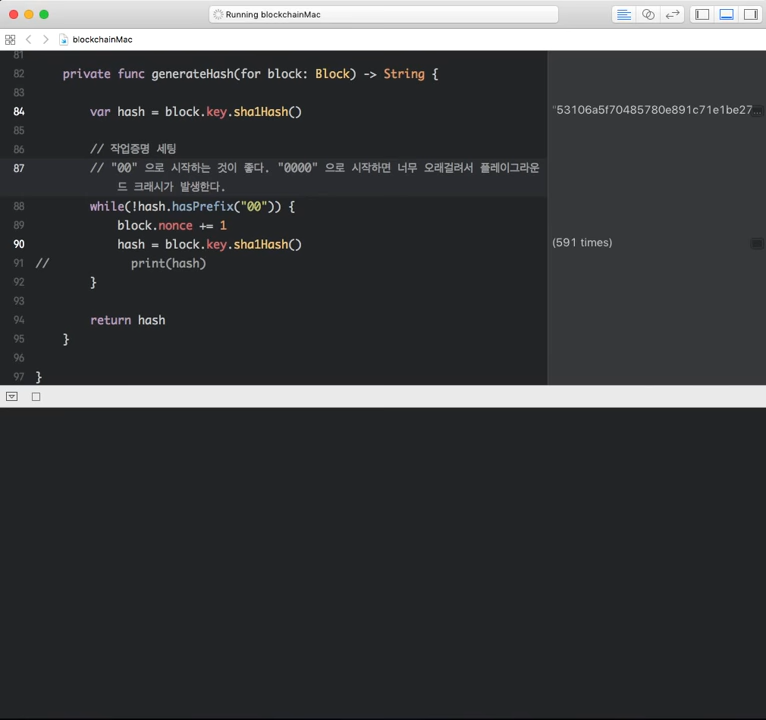 Running blockchainMac
blockchainMac
81
82 private func generateHash(for block: Block) -> String {
83
84 var hash = block.key.sha1Hash() "53106a5f70485780e891c71e1be27...
85
86 // 작업증명 세팅
87 // "00" 으로 시작하는 것이 좋다. "0000" 으로 시작하면 너무 오래걸려서 플레이그라운
드 크래시가 발생한다.
88 while(!hash.hasPrefix("00")) {
89 block.nonce += 1
90 hash = block.key.sha1Hash() (591 times)
91 // print(hash)
92 }
93
94 return hash
95 }
96
97 }